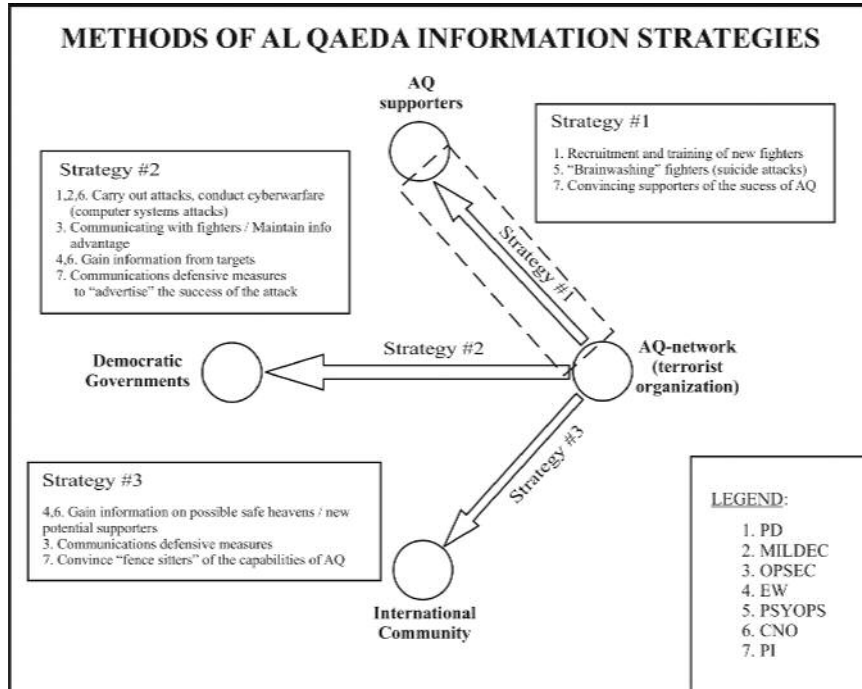 METHODS OF AL QAEDA INFORMATION STRATEGIES
AQ
supporters
Strategy #1
1. Recruitment and training of new fighters
5. “Brainwashing” fighters (suicide attacks)
7. Convincing supporters of the sucess of AQ
Strategy #2
1,2,6. Carry out attacks, conduct cyberwarfare
(computer systems attacks)
3. Communicating with fighters / Maintain info
advantage
4,6. Gain information from targets
7. Communications defensive measures
to “advertise” the success of the attack
Strategy #1
Strategy #2
Democratic
Governments
AQ-network
(terrorist
organization)
Strategy #3
Strategy #3
4,6. Gain information on possible safe heavens / new
potential supporters
3. Communications defensive measures
7. Convince “fence sitters” of the capabilities of AQ
International
Community
LEGEND:
1. PD
2. MILDEC
3. OPSEC
4. EW
5. PSYOPS
6. CNO
7. PI